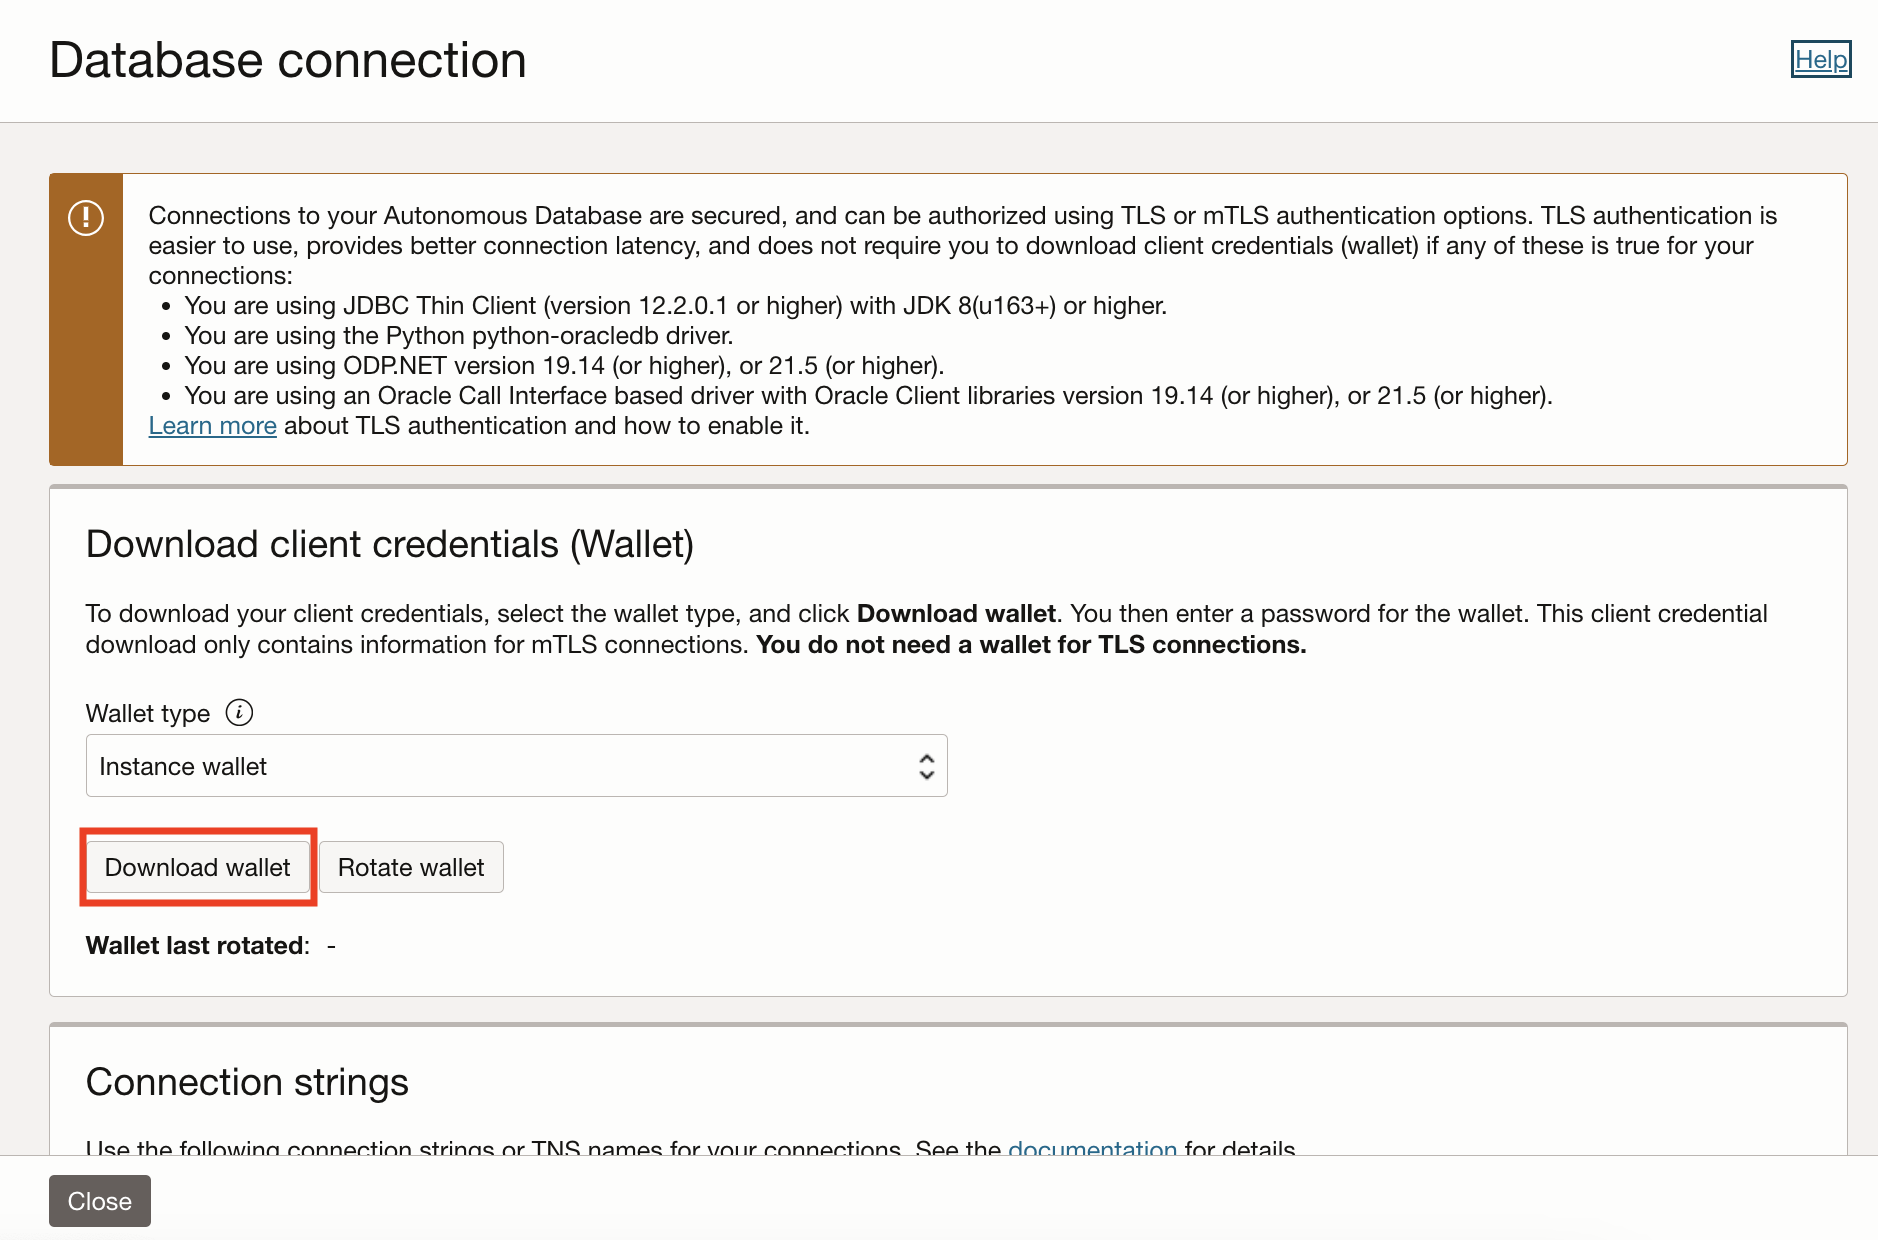 Database connection
Help
Connections to your Autonomous Database are secured, and can be authorized using TLS or mTLS authentication options. TLS authentication is
easier to use, provides better connection latency, and does not require you to download client credentials (wallet) if any of these is true for your
connections:
• You are using JDBC Thin Client (version 12.2.0.1 or higher) with JDK 8(u163+) or higher.
• You are using the Python python-oracledb driver.
• You are using ODP.NET version 19.14 (or higher), or 21.5 (or higher).
• You are using an Oracle Call Interface based driver with Oracle Client libraries version 19.14 (or higher), or 21.5 (or higher).
Learn more about TLS authentication and how to enable it.
Download client credentials (Wallet)
To download your client credentials, select the wallet type, and click Download wallet. You then enter a password for the wallet. This client credential
download only contains information for mTLS connections. You do not need a wallet for TLS connections.
Wallet type
Instance wallet
Download wallet
Rotate wallet
Wallet last rotated: -
Connection strings
Use the following connection strings or TNS names for your connections. See the documentation for details.
Close